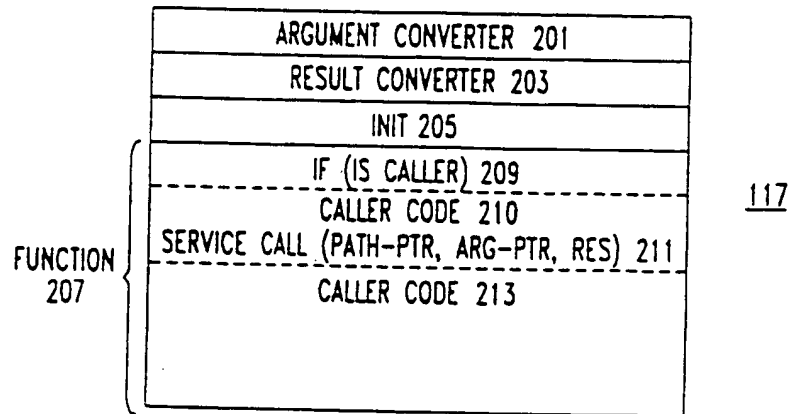 ARGUMENT CONVERTER 201
RESULT CONVERTER 203
INIT 205
IF (IS CALLER) 209
CALLER CODE 210
SERVICE CALL (PATH-PTR, ARG-PTR, RES) 211
CALLER CODE 213
FUNCTION
207
117